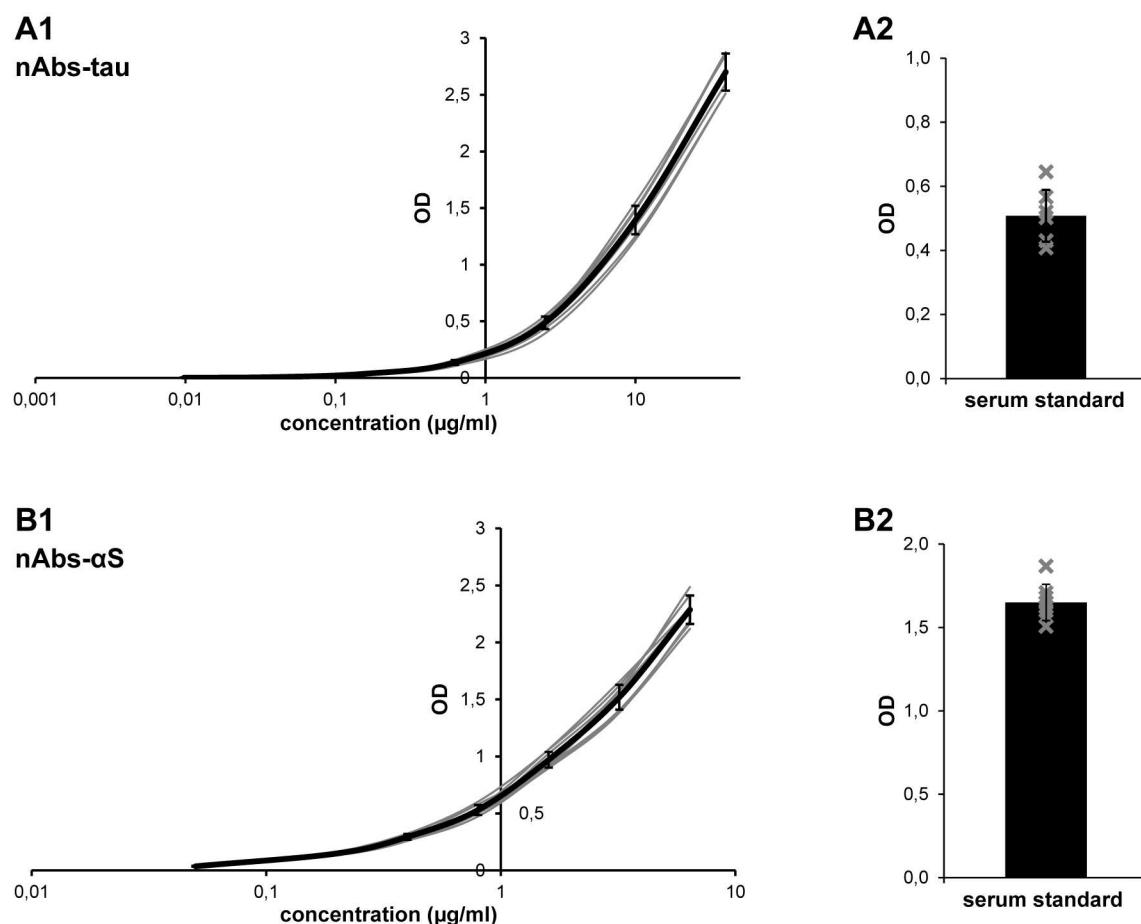 A1
nAbs-tau
3
2,5
2
OD
1,5
1
0,5
0
0,001
0,01
0,1
1
10
concentration (µg/ml)
A2
1,0
0,8
0,6
OD
0,4
0,2
0,0
serum standard
B1
nAbs-αS
3
2,5
2
OD
1,5
1
0,5
0
0,01
0,1
1
10
concentration (µg/ml)
B2
2,0
1,5
OD
1,0
0,5
0,0
serum standard